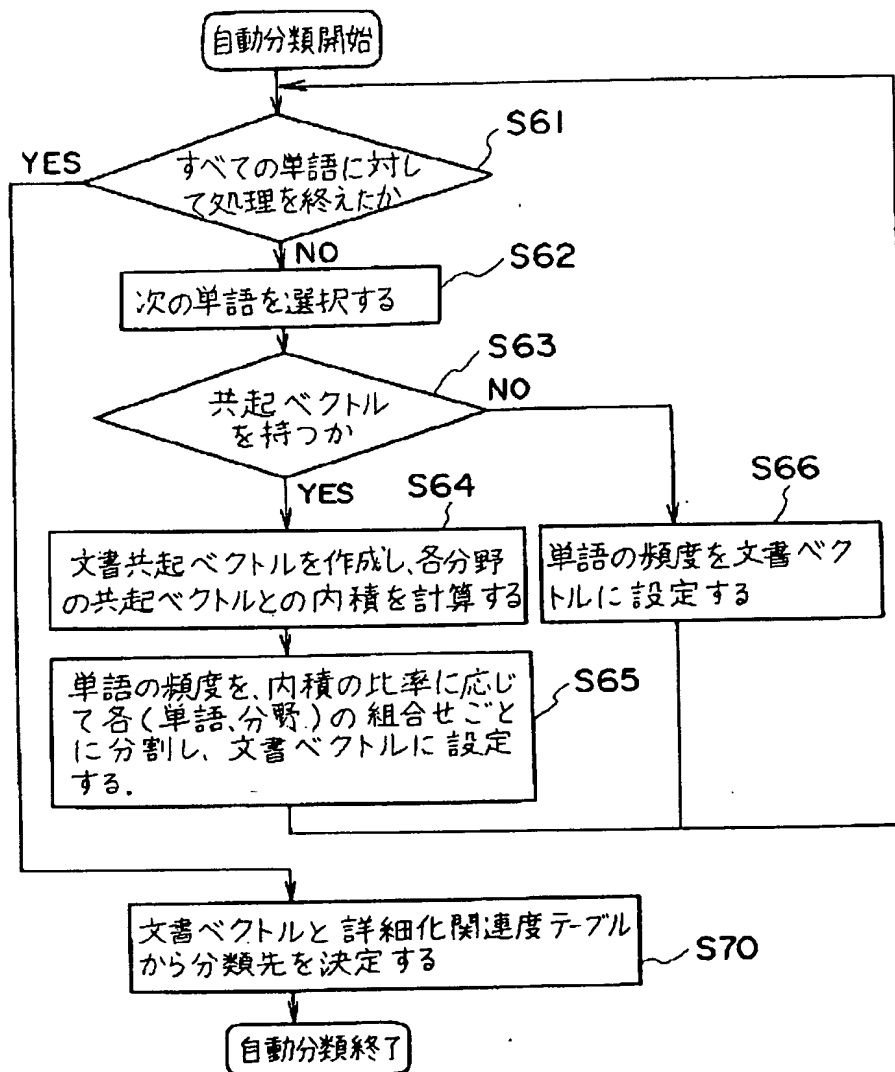 自動分類開始
S61
YES
すべての単語に対し
て処理を終えたか
NO
S62
次の単語を選択する
S63
共起ベクトル
を持つか
NO
YES
S64
S66
文書共起ベクトルを作成し、各分野
の共起ベクトルとの内積を計算する
単語の頻度を文書ベク
トルに設定する
単語の頻度を、内積の比率に応じ
て各(単語、分野)の組合せごと
に分割し、文書ベクトルに設定
する.
S65
文書ベクトルと詳細化関連度テーブル
から分類先を決定する
S70
自動分類終了